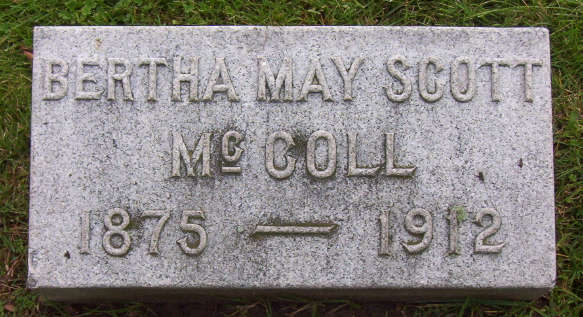 BERTHA MAY SCOTT
McCOLL
1875 — 1912